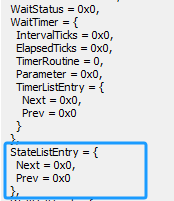 WaitStatus = 0x0,
WaitTimer = {
IntervalTicks = 0x0,
ElapsedTicks = 0x0,
TimerRoutine = 0,
Parameter = 0x0,
TimerListEntry = {
Next = 0x0,
Prev = 0x0
}
},
StateListEntry = {
Next = 0x0,
Prev = 0x0
},